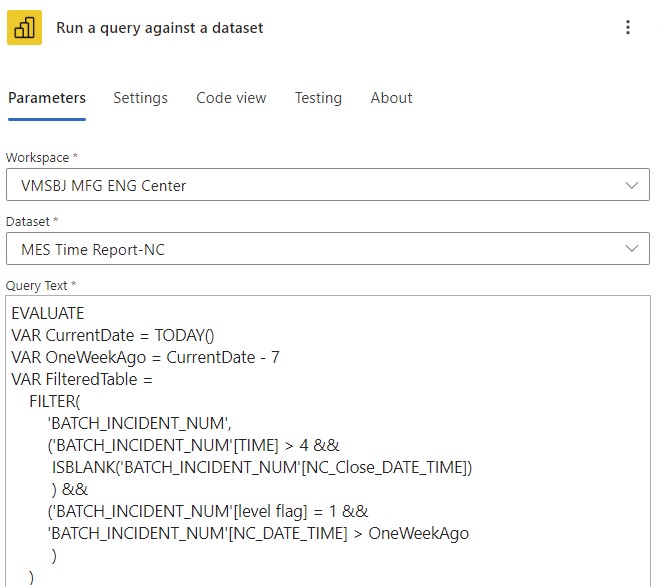 Run a query against a dataset
Parameters Settings Code view Testing About
Workspace *
VMSBJ MFG ENG Center
Dataset *
MES Time Report-NC
Query Text *
EVALUATE
VAR CurrentDate = TODAY()
VAR OneWeekAgo = CurrentDate - 7
VAR FilteredTable =
FILTER(
'BATCH_INCIDENT_NUM',
('BATCH_INCIDENT_NUM'[TIME] > 4 &&
ISBLANK('BATCH_INCIDENT_NUM'[NC_Close_DATE_TIME])
) &&
('BATCH_INCIDENT_NUM'[level flag] = 1 &&
'BATCH_INCIDENT_NUM'[NC_DATE_TIME] > OneWeekAgo
)
)